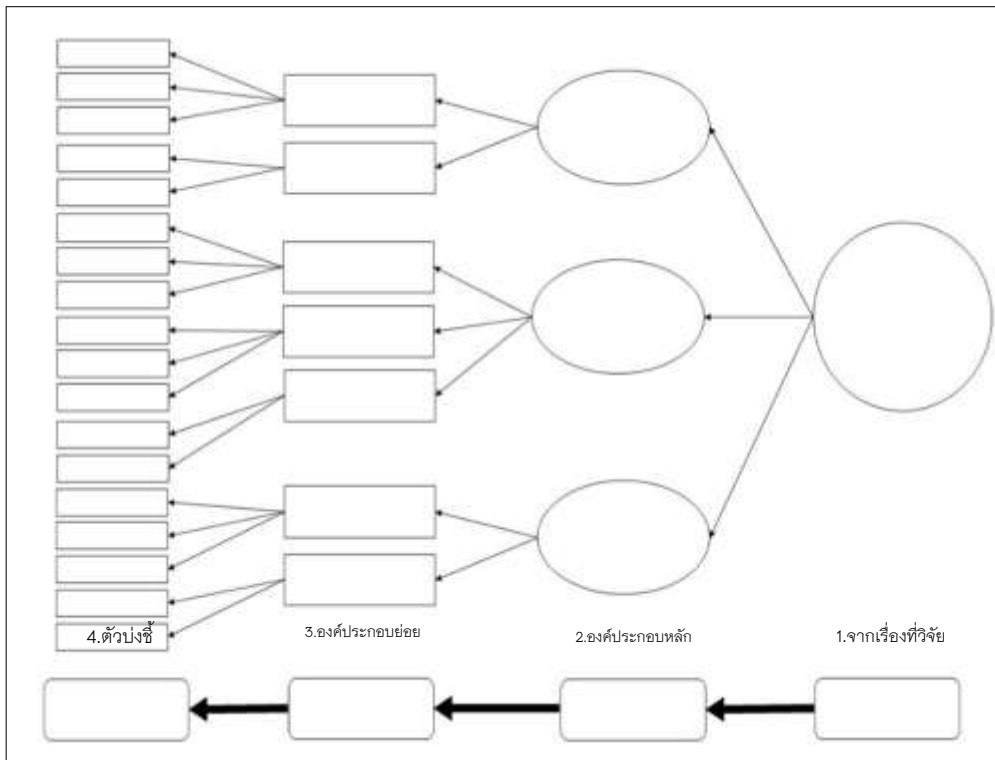 4.ตัวบ่งชี้
3.องค์ประกอบย่อย
2.องค์ประกอบหลัก
1.จากเรื่องที่วิจัย